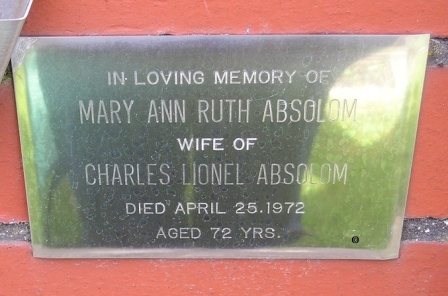 IN LOVING MEMORY OF
MARY ANN RUTH ABSOLOM
WIFE OF
CHARLES LIONEL ABSOLOM
DIED APRIL 25.1972
AGED 72 YRS.